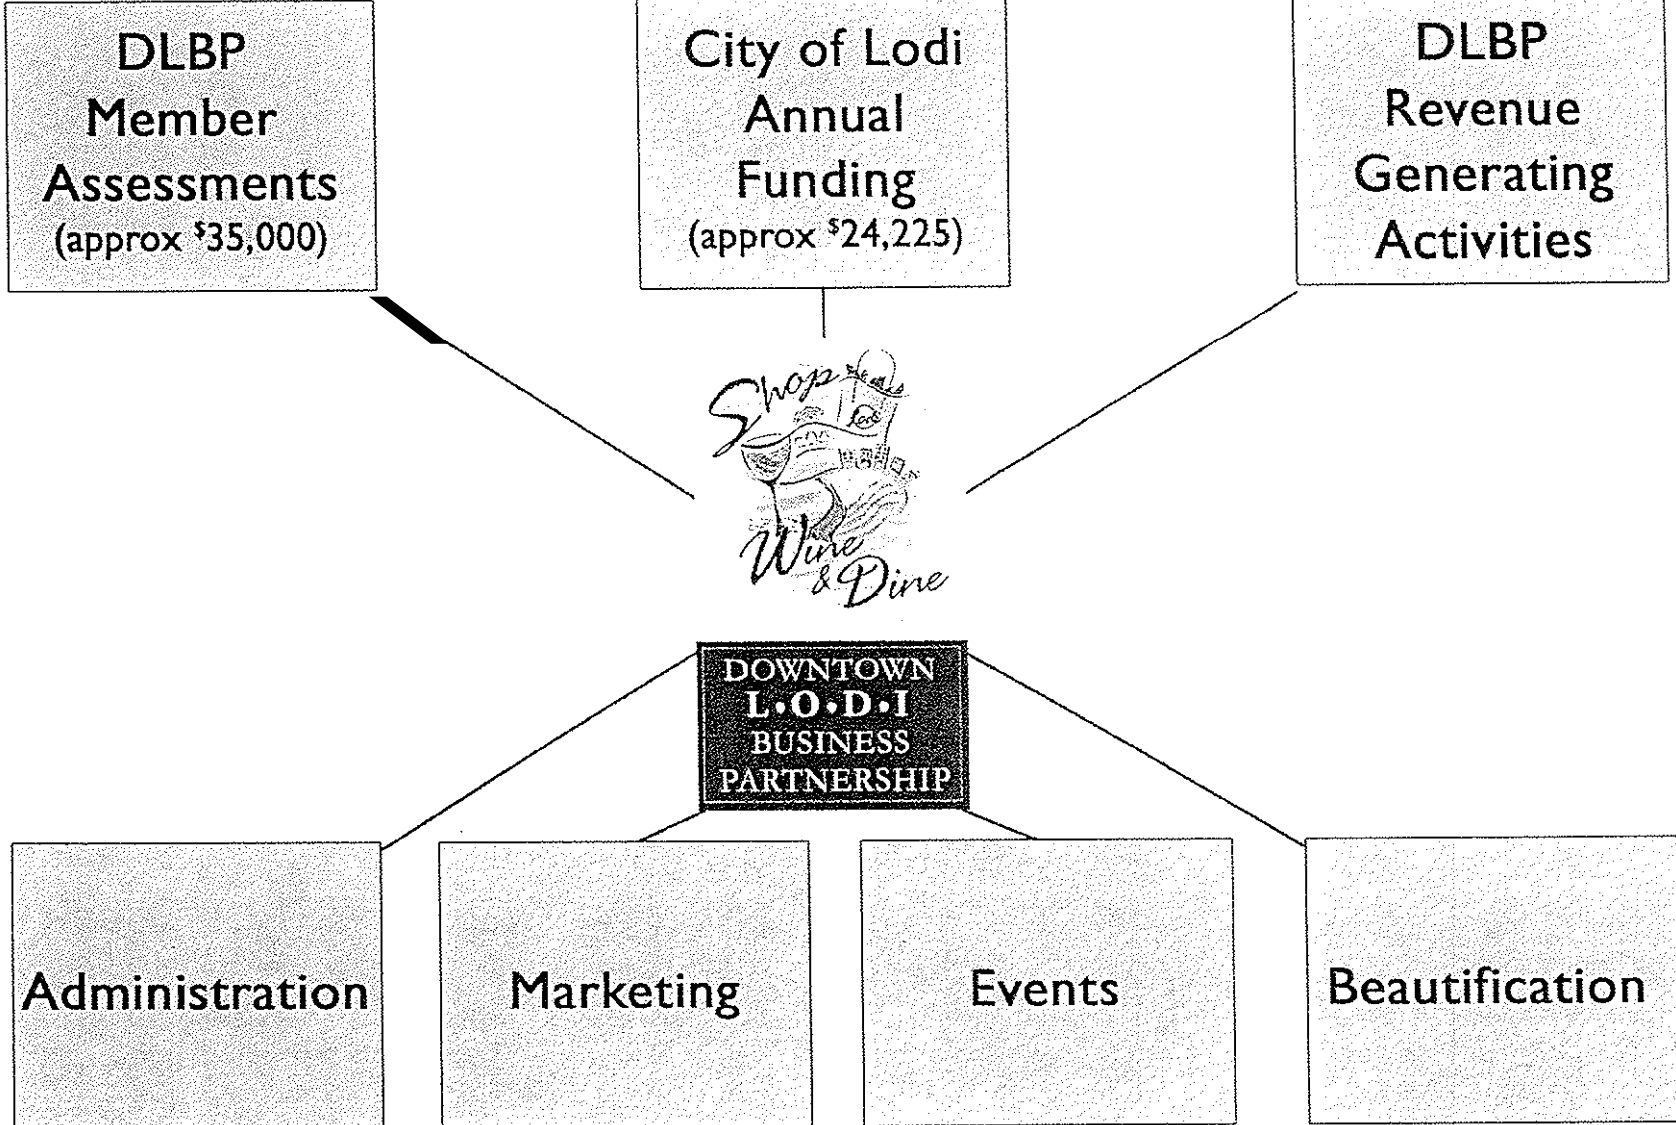 DLBP
Member
Assessments
(approx $35,000)
City of Lodi
Annual
Funding
(approx $24,225)
DLBP
Revenue
Generating
Activities
Shop
Wine
& Dine
DOWNTOWN
L•O•D•I
BUSINESS
PARTNERSHIP
Administration
Marketing
Events
Beautification